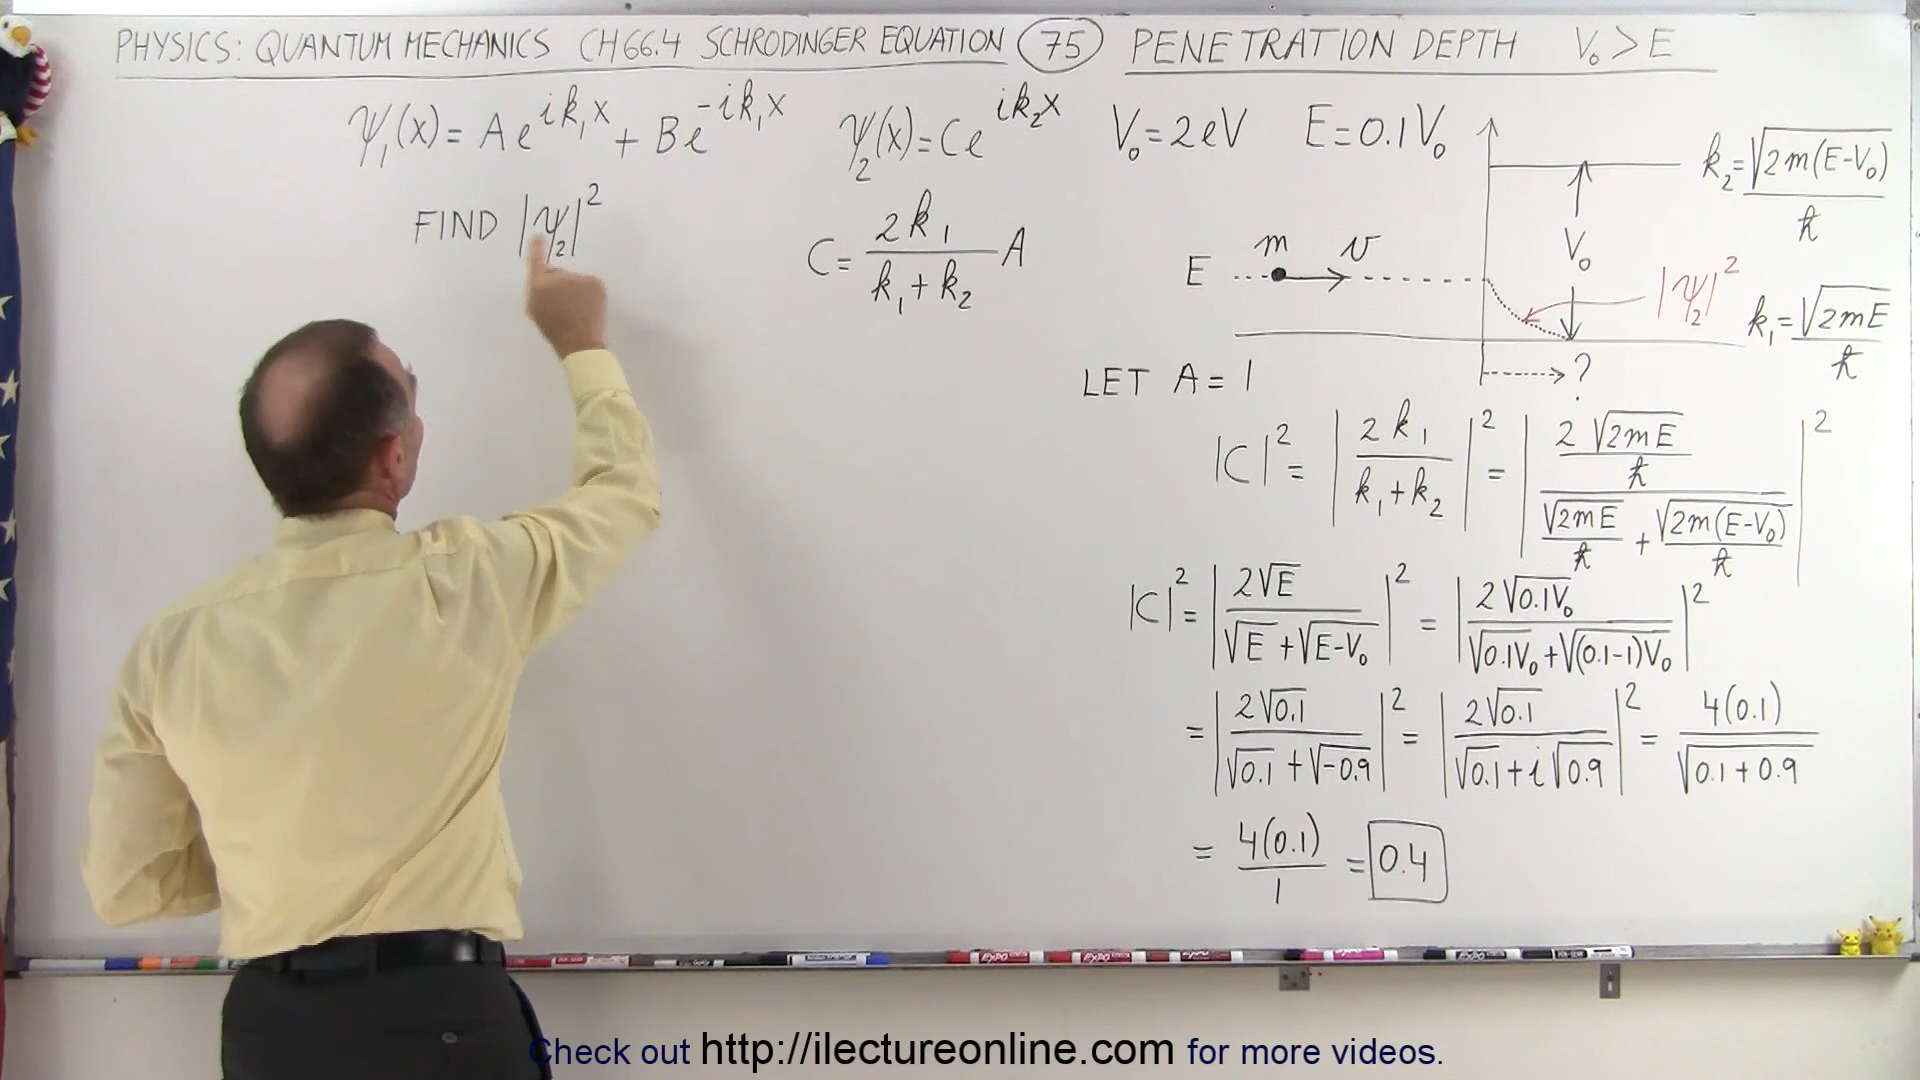 PHYSICS: QUANTUM MECHANICS CH 66.4 SCHRODINGER EQUATION 75 PENETRATION DEPTH V₀ > E
ψ₁(x) = A e^{ik₁x} + B e^{-ik₁x} ψ₂(x) = C e^{ik₂x} V₀ = 2eV E = 0.1V₀
k₂ = √(2m(E-V₀)) / ħ
FIND |ψ₂|²
C = 2k₁ / (k₁ + k₂) A
m v V₀
E
|ψ₂|²
k₁ = √(2mE) / ħ
?
LET A = 1
|C|² = |2k₁ / (k₁ + k₂)|² = |(2√(2mE) / ħ) / (√(2mE) / ħ + √(2m(E-V₀)) / ħ)|²
|C|² = |2√E / (√E + √(E-V₀))|² = |2√(0.1V₀) / (√(0.1V₀) + √((0.1-1)V₀))|²
= |2√0.1 / (√0.1 + √-0.9)|² = |2√0.1 / (√0.1 + i√0.9)|² = 4(0.1) / √(0.1 + 0.9)
= 4(0.1) / 1 = 0.4
EXPO EXPO EXPO
Check out http://ilectureonline.com for more videos.